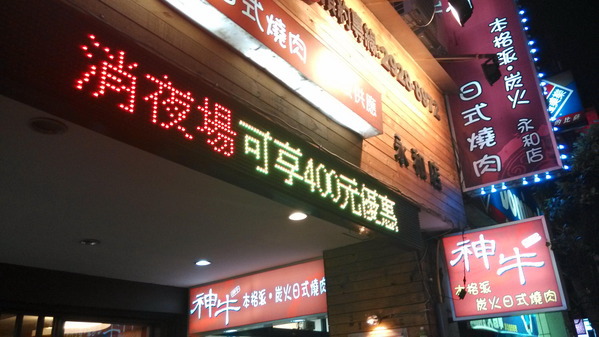 式燒肉
消夜場可享400元優惠
永和店
本格派·炭火
日式燒肉
永和店
神牛
本格派·炭火日式燒肉
神牛
本格派
炭火日式燒肉